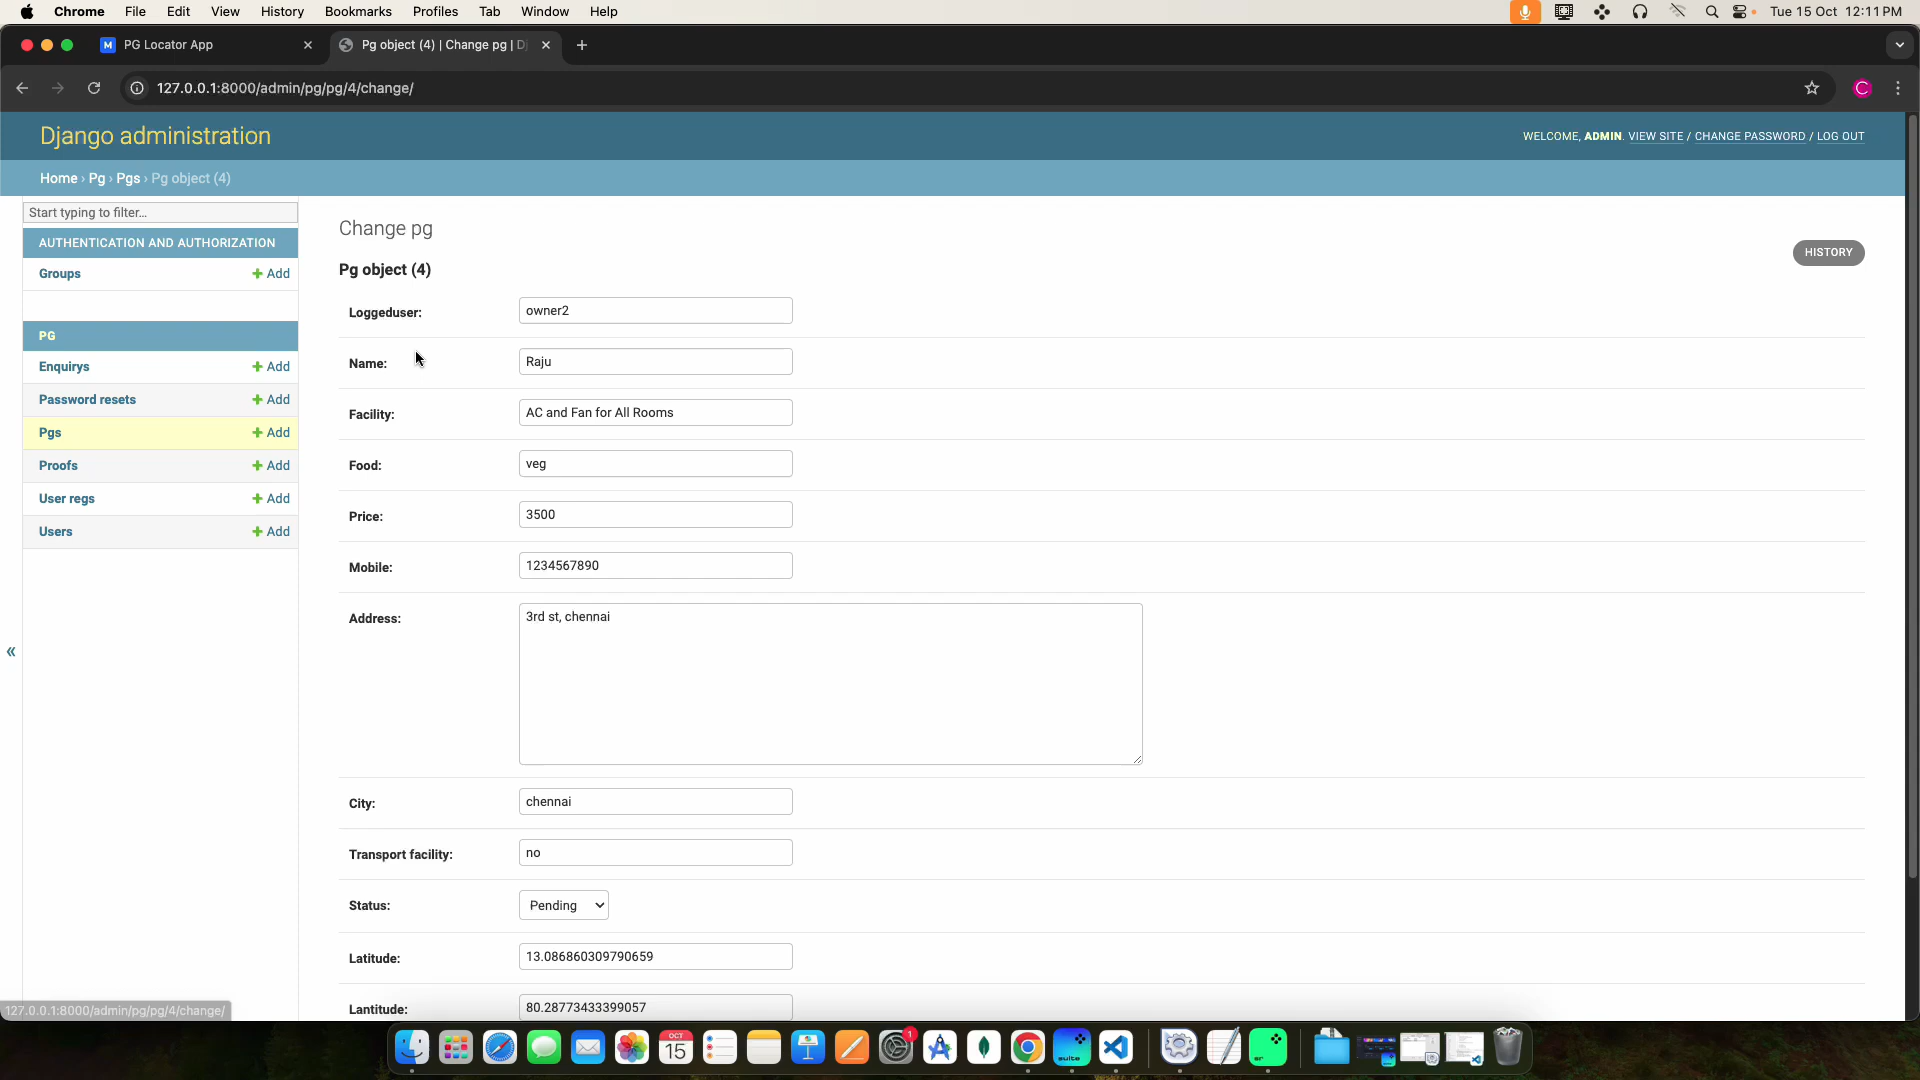 Chrome File Edit View History Bookmarks Profiles Tab Window Help Tue 15 Oct 12:11 PM
M PG Locator App Pg object (4) | Change pg | D
127.0.0.1:8000/admin/pg/pg/4/change/ C
Django administration
WELCOME, ADMIN. VIEW SITE / CHANGE PASSWORD / LOG OUT
Home › Pg › Pgs › Pg object (4)
Start typing to filter...
AUTHENTICATION AND AUTHORIZATION
Groups + Add
PG
Enquirys + Add
Password resets + Add
Pgs + Add
Proofs + Add
User regs + Add
Users + Add
«
Change pg
HISTORY
Pg object (4)
Loggeduser: owner2
Name: Raju
Facility: AC and Fan for All Rooms
Food: veg
Price: 3500
Mobile: 1234567890
Address: 3rd st, chennai
City: chennai
Transport facility: no
Status: Pending
Latitude: 13.086860309790659
Lantitude: 80.28773433399057
127.0.0.1:8000/admin/pg/pg/4/change/
OCT
15
1
suite
er